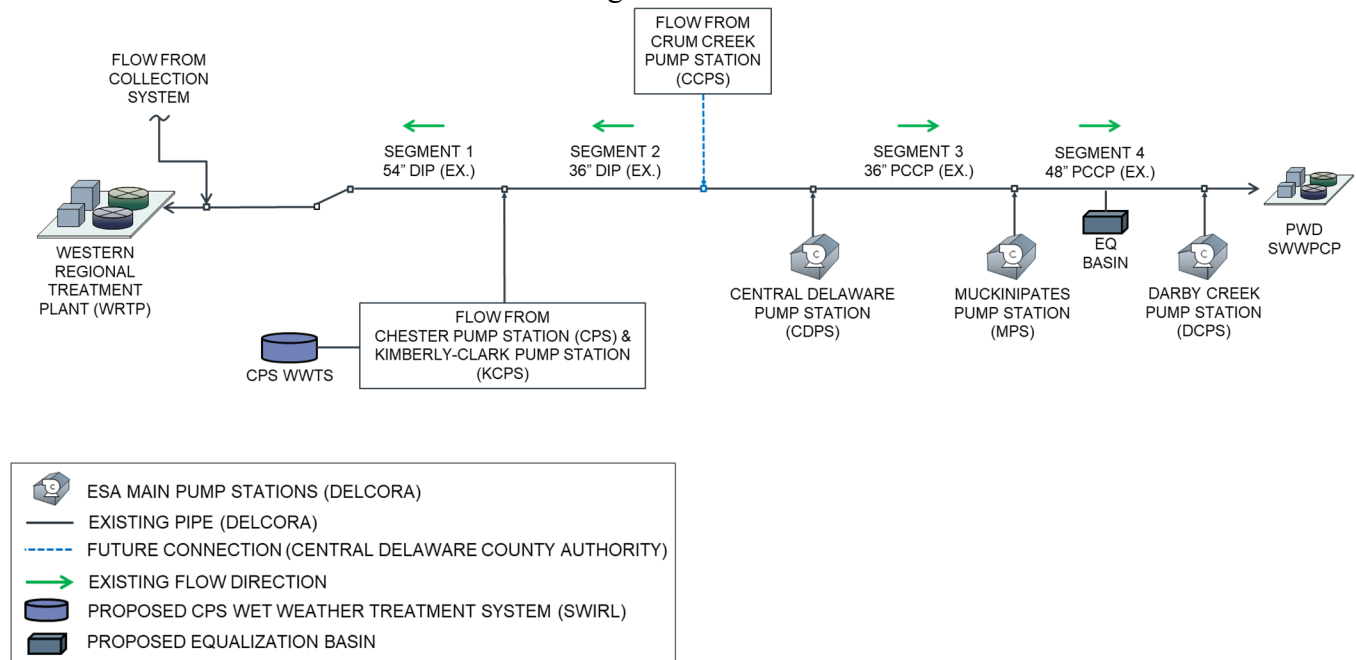 FLOW FROM
CRUM CREEK
PUMP STATION
(CCPS)
FLOW FROM
COLLECTION
SYSTEM
SEGMENT 1
54” DIP (EX.)
SEGMENT 2
36” DIP (EX.)
SEGMENT 3
36” PCCP (EX.)
SEGMENT 4
48” PCCP (EX.)
WESTERN
REGIONAL
TREATMENT
PLANT (WRTP)
CPS WWTS
FLOW FROM
CHESTER PUMP STATION (CPS) &
KIMBERLY-CLARK PUMP STATION
(KCPS)
C
CENTRAL DELAWARE
PUMP STATION
(CDPS)
C
MUCKINIPATES
PUMP STATION
(MPS)
EQ
BASIN
C
DARBY CREEK
PUMP STATION
(DCPS)
PWD
SWWPCP
C
ESA MAIN PUMP STATIONS (DELCORA)
EXISTING PIPE (DELCORA)
FUTURE CONNECTION (CENTRAL DELAWARE COUNTY AUTHORITY)
EXISTING FLOW DIRECTION
PROPOSED CPS WET WEATHER TREATMENT SYSTEM (SWIRL)
PROPOSED EQUALIZATION BASIN